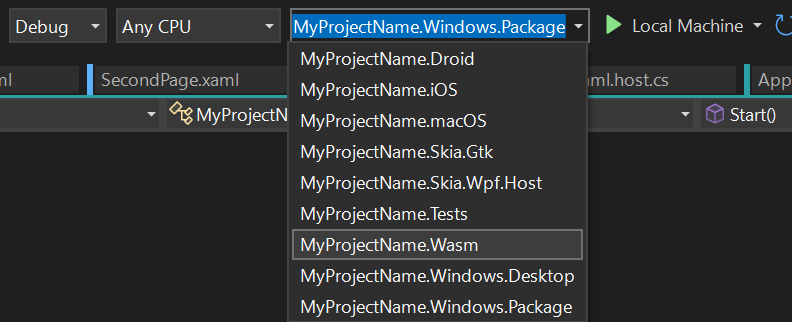 Debug Any CPU MyProjectName.Windows.Package Local Machine
ml SecondPage.xaml aml.host.cs App
MyProjectN Start()
MyProjectName.Droid
MyProjectName.iOS
MyProjectName.macOS
MyProjectName.Skia.Gtk
MyProjectName.Skia.Wpf.Host
MyProjectName.Tests
MyProjectName.Wasm
MyProjectName.Windows.Desktop
MyProjectName.Windows.Package